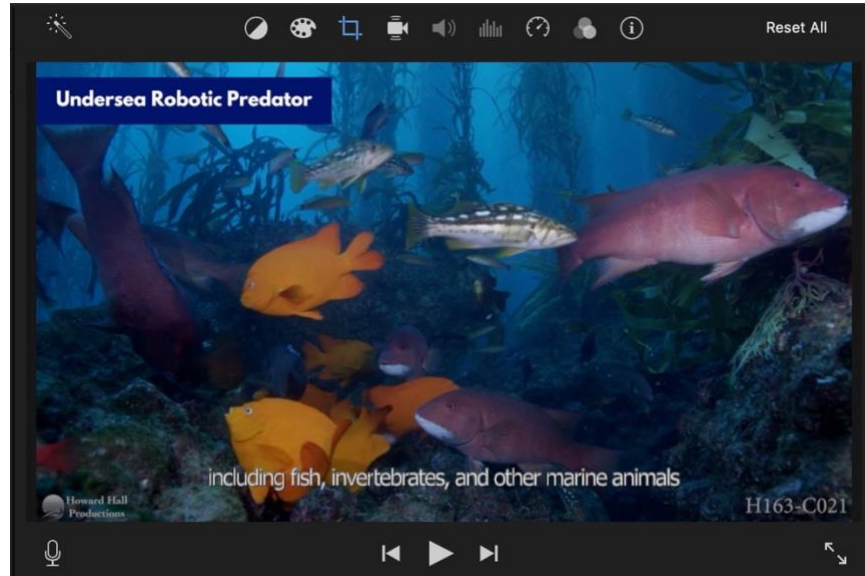 Reset All
Undersea Robotic Predator
including fish, invertebrates, and other marine animals
Howard Hall
Productions
H163-C021